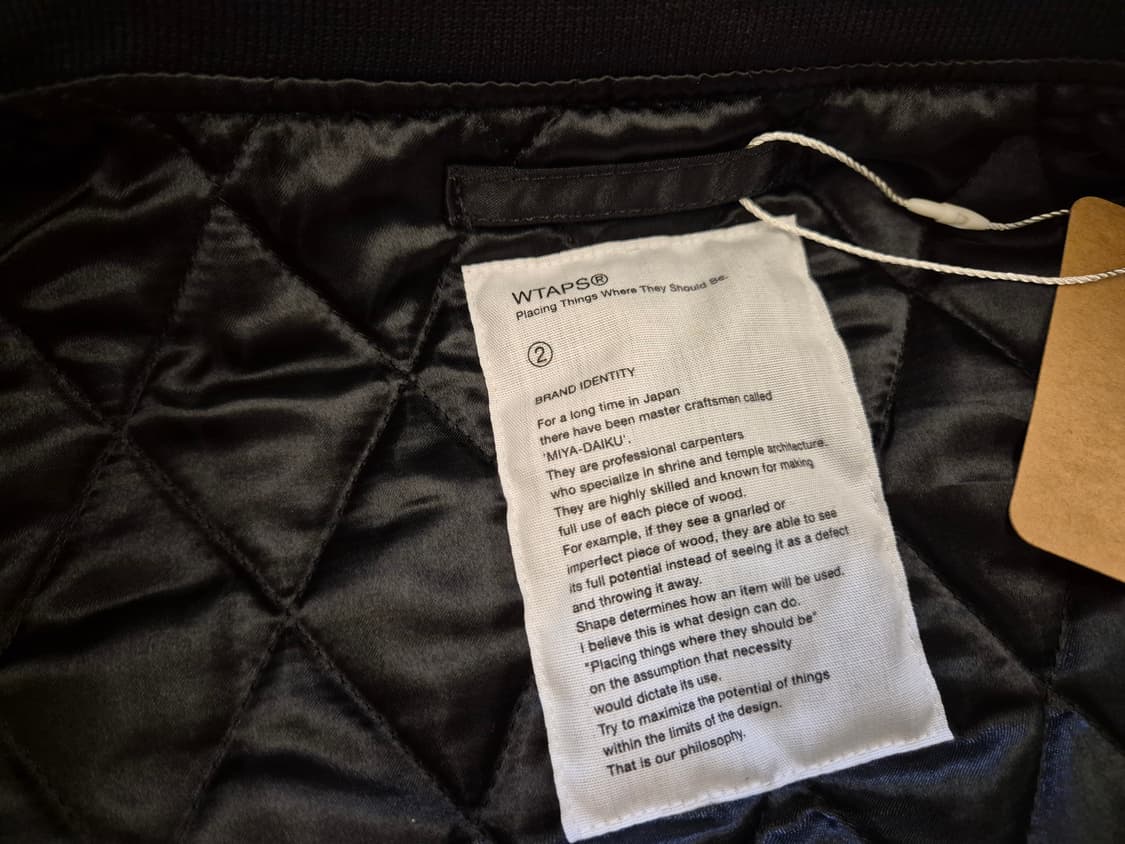 WTAPS®
Placing Things Where They Should Be.
②
BRAND IDENTITY
For a long time in Japan
there have been master craftsmen called
'MIYA-DAIKU'.
They are professional carpenters
who specialize in shrine and temple architecture.
They are highly skilled and known for making
full use of each piece of wood.
For example, if they see a gnarled or
imperfect piece of wood, they are able to see
its full potential instead of seeing it as a defect
and throwing it away.
Shape determines how an item will be used.
I believe this is what design can do.
"Placing things where they should be"
on the assumption that necessity
would dictate its use.
Try to maximize the potential of things
within the limits of the design.
That is our philosophy.